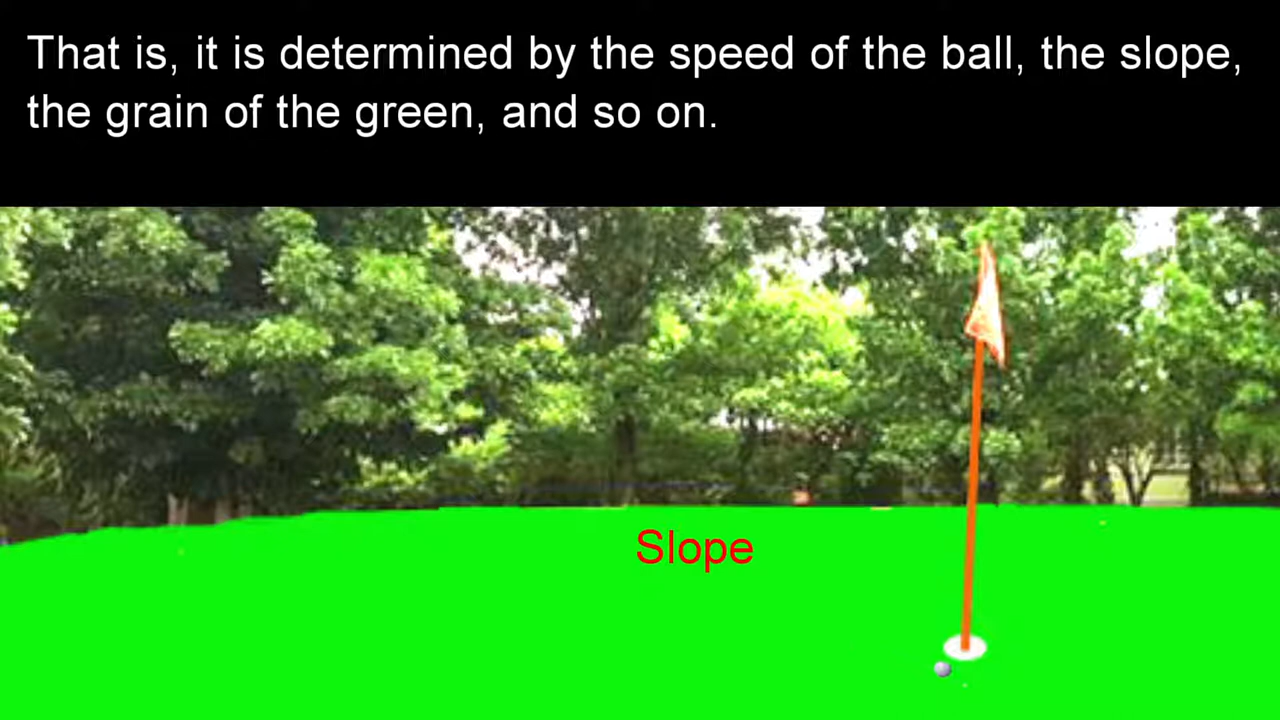 That is, it is determined by the speed of the ball, the slope,
the grain of the green, and so on.
Slope